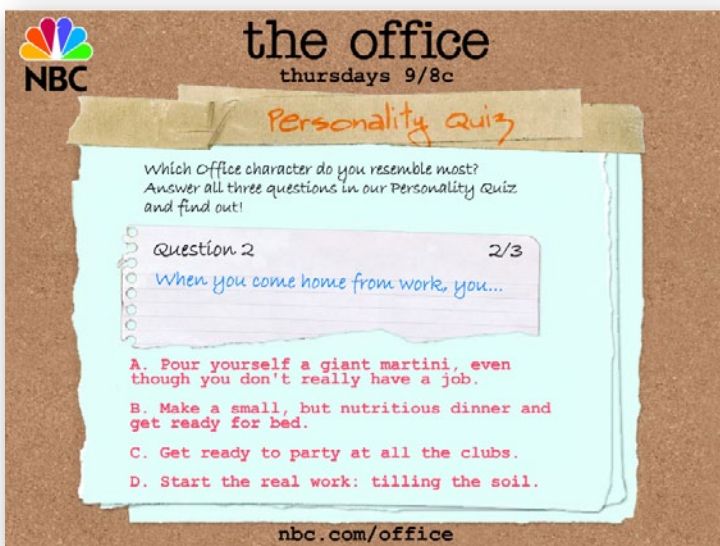 NBC
the office
thursdays 9/8c
Personality Quiz
Which Office character do you resemble most?
Answer all three questions in our Personality Quiz
and find out!
Question 2 2/3
When you come home from work, you...
A. Pour yourself a giant martini, even
though you don't really have a job.
B. Make a small, but nutritious dinner and
get ready for bed.
C. Get ready to party at all the clubs.
D. Start the real work: tilling the soil.
nbc.com/office